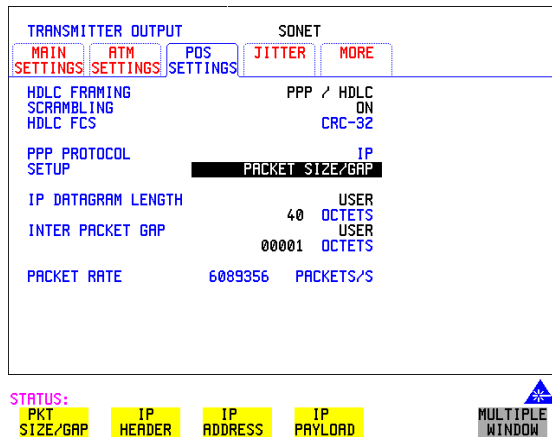 TRANSMITTER OUTPUT SONET
MAIN SETTINGS ATM SETTINGS POS SETTINGS JITTER MORE
HDLC FRAMING PPP / HDLC
SCRAMBLING ON
HDLC FCS CRC-32
PPP PROTOCOL IP
SETUP PACKET SIZE/GAP
IP DATAGRAM LENGTH USER
40 OCTETS
INTER PACKET GAP USER
00001 OCTETS
PACKET RATE 6089356 PACKETS/S
STATUS:
PKT SIZE/GAP IP HEADER IP ADDRESS IP PAYLOAD MULTIPLE WINDOW